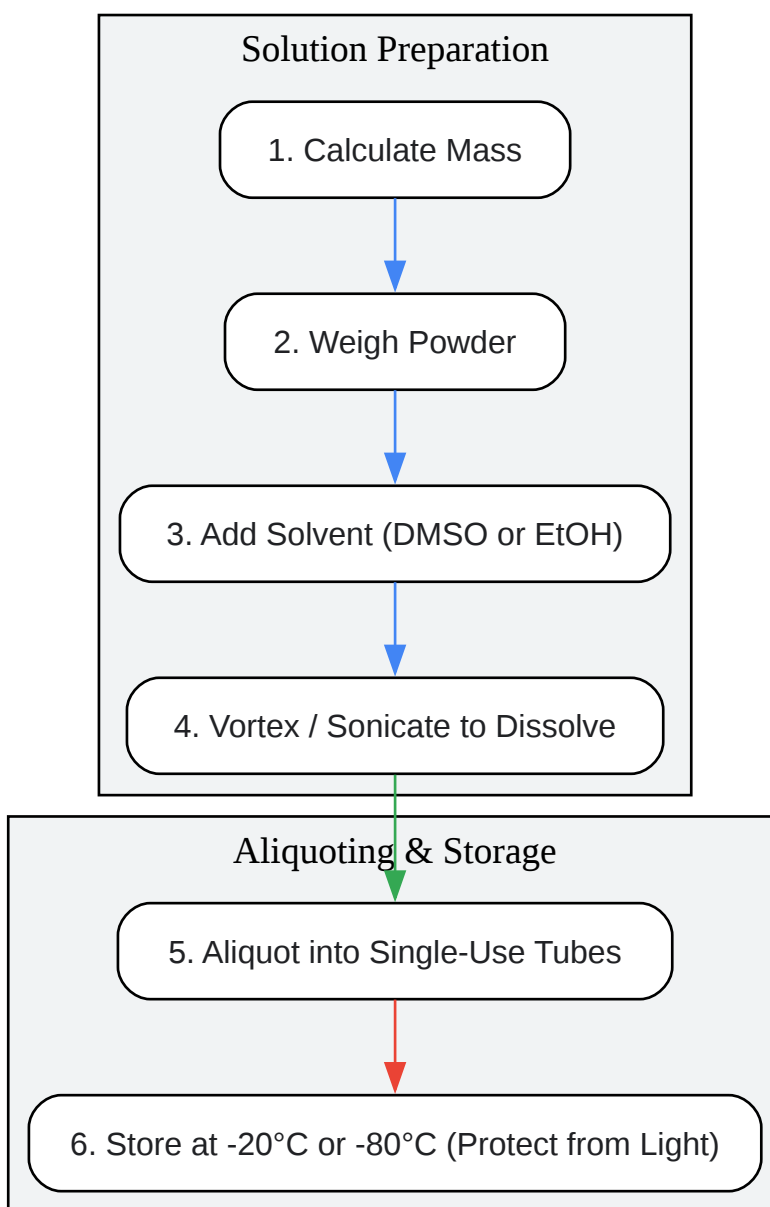 Solution Preparation
1. Calculate Mass
2. Weigh Powder
3. Add Solvent (DMSO or EtOH)
4. Vortex / Sonicate to Dissolve
Aliquoting & Storage
5. Aliquot into Single-Use Tubes
6. Store at -20°C or -80°C (Protect from Light)